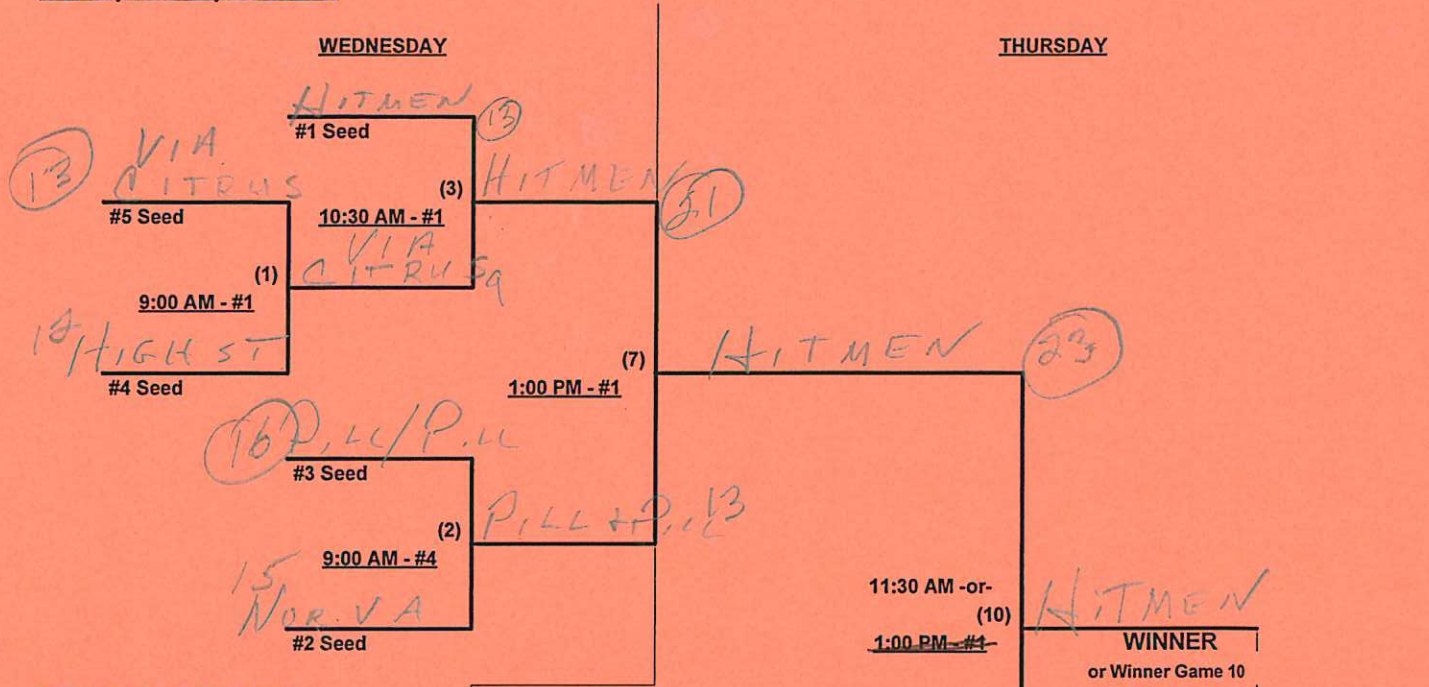 WEDNESDAY
THURSDAY
HITMEN
#1 Seed
13
VIA
CITRUS
13
#5 Seed
(3)
HITMEN
10:30 AM - #1
VIA
CITRUS 9
(1)
9:00 AM - #1
HIGH ST
#4 Seed
(7)
1:00 PM - #1
HITMEN
16 PILL/PILL
#3 Seed
(2)
PILL & PILL 13
9:00 AM - #4
15
NOR. VA
#2 Seed
11:30 AM -or-
(10)
1:00 PM - #1
HITMEN
WINNER
or Winner Game 10